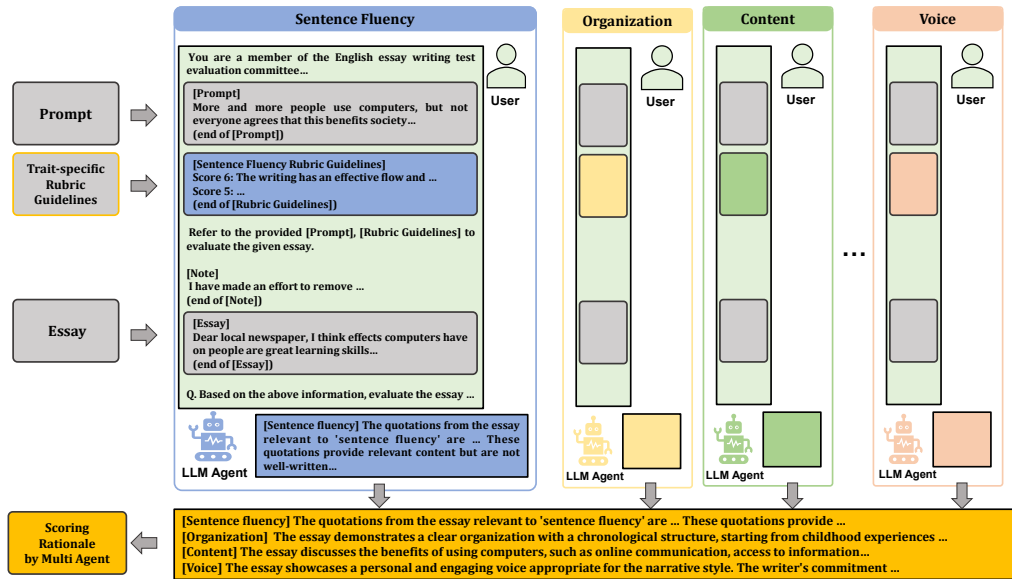 Sentence Fluency
Organization
Content
Voice
Prompt
Trait-specific
Rubric
Guidelines
Essay
You are a member of the English essay writing test
evaluation committee…
[Prompt]
More and more people use computers, but not
everyone agrees that this benefits society…
(end of [Prompt])
[Sentence Fluency Rubric Guidelines]
Score 6: The writing has an effective flow and …
Score 5: …
(end of [Rubric Guidelines])
Refer to the provided [Prompt], [Rubric Guidelines] to
evaluate the given essay.
[Note]
I have made an effort to remove …
(end of [Note])
[Essay]
Dear local newspaper, I think effects computers have
on people are great learning skills…
(end of [Essay])
Q. Based on the above information, evaluate the essay …
User
User
User
User
...
LLM Agent
[Sentence fluency] The quotations from the essay
relevant to 'sentence fluency' are … These
quotations provide relevant content but are not
well-written…
LLM Agent
LLM Agent
LLM Agent
Scoring
Rationale
by Multi Agent
[Sentence fluency] The quotations from the essay relevant to 'sentence fluency' are … These quotations provide …
[Organization] The essay demonstrates a clear organization with a chronological structure, starting from childhood experiences …
[Content] The essay discusses the benefits of using computers, such as online communication, access to information…
[Voice] The essay showcases a personal and engaging voice appropriate for the narrative style. The writer's commitment …